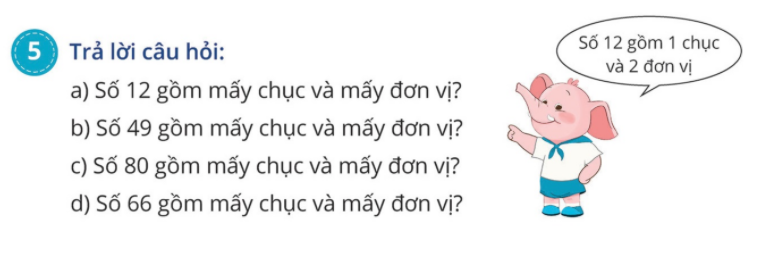 5 Trả lời câu hỏi:
Số 12 gồm 1 chục
và 2 đơn vị
a) Số 12 gồm mấy chục và mấy đơn vị?
b) Số 49 gồm mấy chục và mấy đơn vị?
c) Số 80 gồm mấy chục và mấy đơn vị?
d) Số 66 gồm mấy chục và mấy đơn vị?